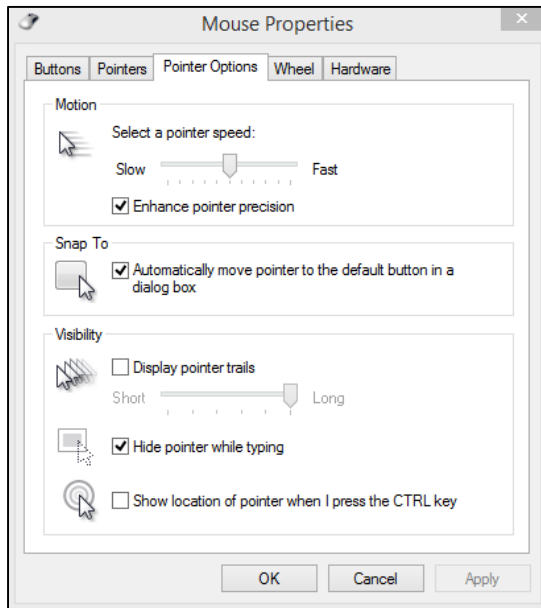 Mouse Properties
Buttons Pointers Pointer Options Wheel Hardware
Motion
Select a pointer speed:
Slow Fast
Enhance pointer precision
Snap To
Automatically move pointer to the default button in a
dialog box
Visibility
Display pointer trails
Short Long
Hide pointer while typing
Show location of pointer when I press the CTRL key
OK Cancel Apply